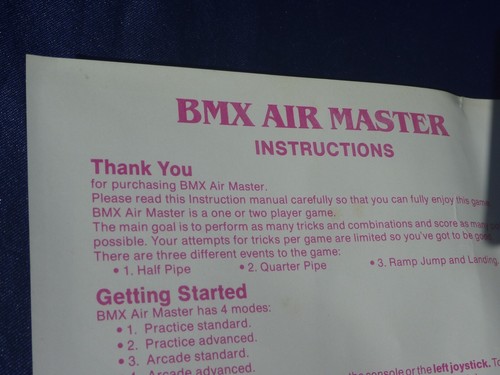 BMX AIR MASTER
INSTRUCTIONS
Thank You
for purchasing BMX Air Master.
Please read this Instruction manual carefully so that you can fully enjoy this game
BMX Air Master is a one or two player game.
The main goal is to perform as many tricks and combinations and score as many
possible. Your attempts for tricks per game are limited so you've got to be good
There are three different events to the game:
• 1. Half Pipe • 2. Quarter Pipe • 3. Ramp Jump and Landing.
Getting Started
BMX Air Master has 4 modes:
• 1. Practice standard.
• 2. Practice advanced.
• 3. Arcade standard.
• 4. Arcade advanced.
the console or the left joystick. To